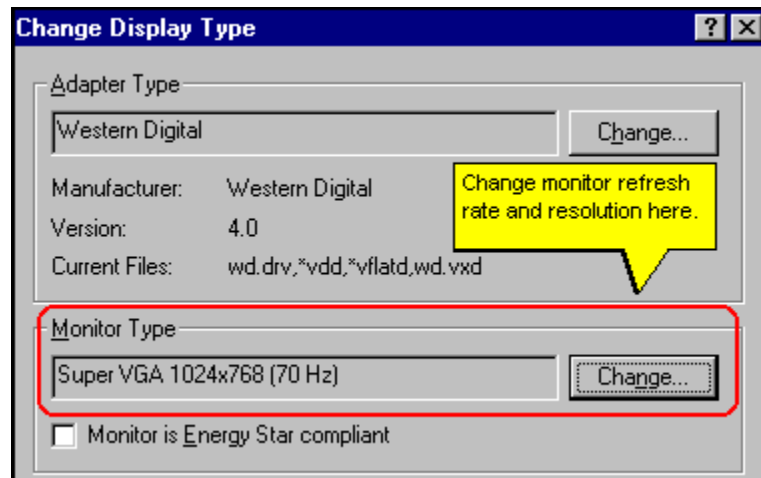 Change Display Type
Adapter Type
Western Digital
Change...
Manufacturer: Western Digital
Version: 4.0
Current Files: wd.drv,*vdd,*vflatd,wd.vxd
Change monitor refresh
rate and resolution here.
Monitor Type
Super VGA 1024x768 (70 Hz)
Change...
Monitor is Energy Star compliant